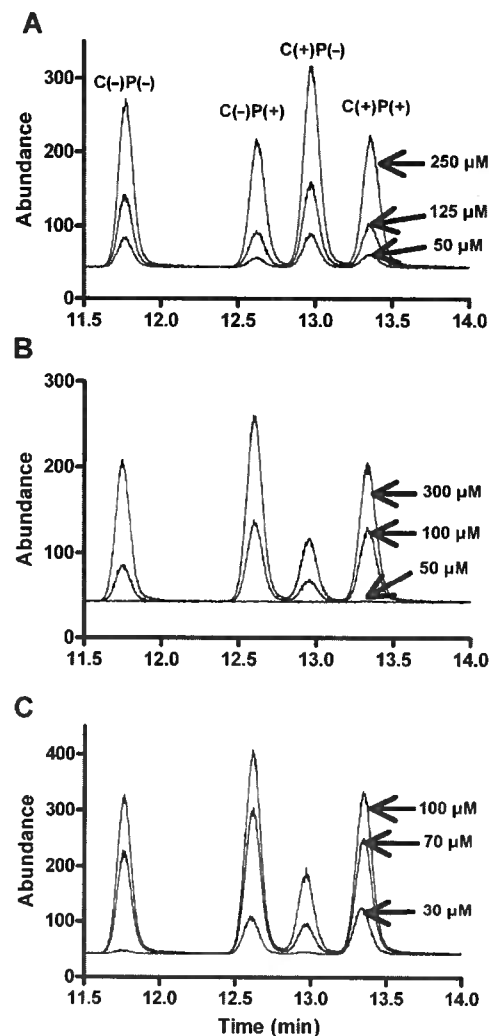 A
C(–)P(–)
C(–)P(+)
C(+)P(–)
C(+)P(+)
300
200
100
0
Abundance
250 µM
125 µM
50 µM
11.5 12.0 12.5 13.0 13.5 14.0
B
300
200
100
0
Abundance
300 µM
100 µM
50 µM
11.5 12.0 12.5 13.0 13.5 14.0
C
400
300
200
100
0
Abundance
100 µM
70 µM
30 µM
11.5 12.0 12.5 13.0 13.5 14.0
Time (min)